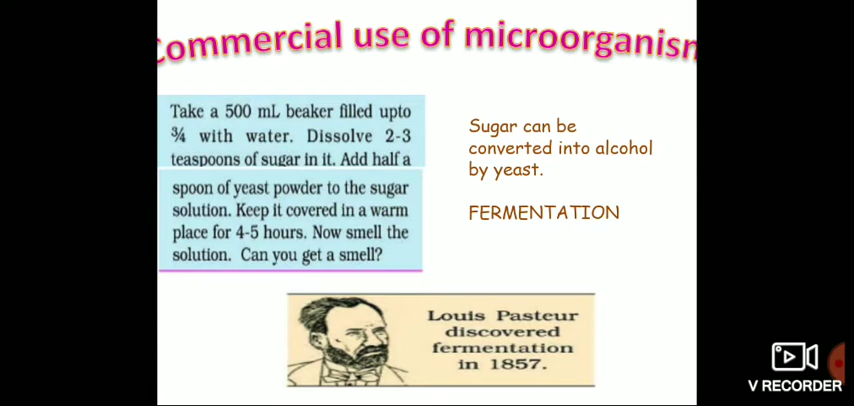 Commercial use of microorganism
Take a 500 mL beaker filled upto
¾ with water. Dissolve 2-3
teaspoons of sugar in it. Add half a
spoon of yeast powder to the sugar
solution. Keep it covered in a warm
place for 4-5 hours. Now smell the
solution. Can you get a smell?
Sugar can be
converted into alcohol
by yeast.
FERMENTATION
Louis Pasteur
discovered
fermentation
in 1857.
V RECORDER